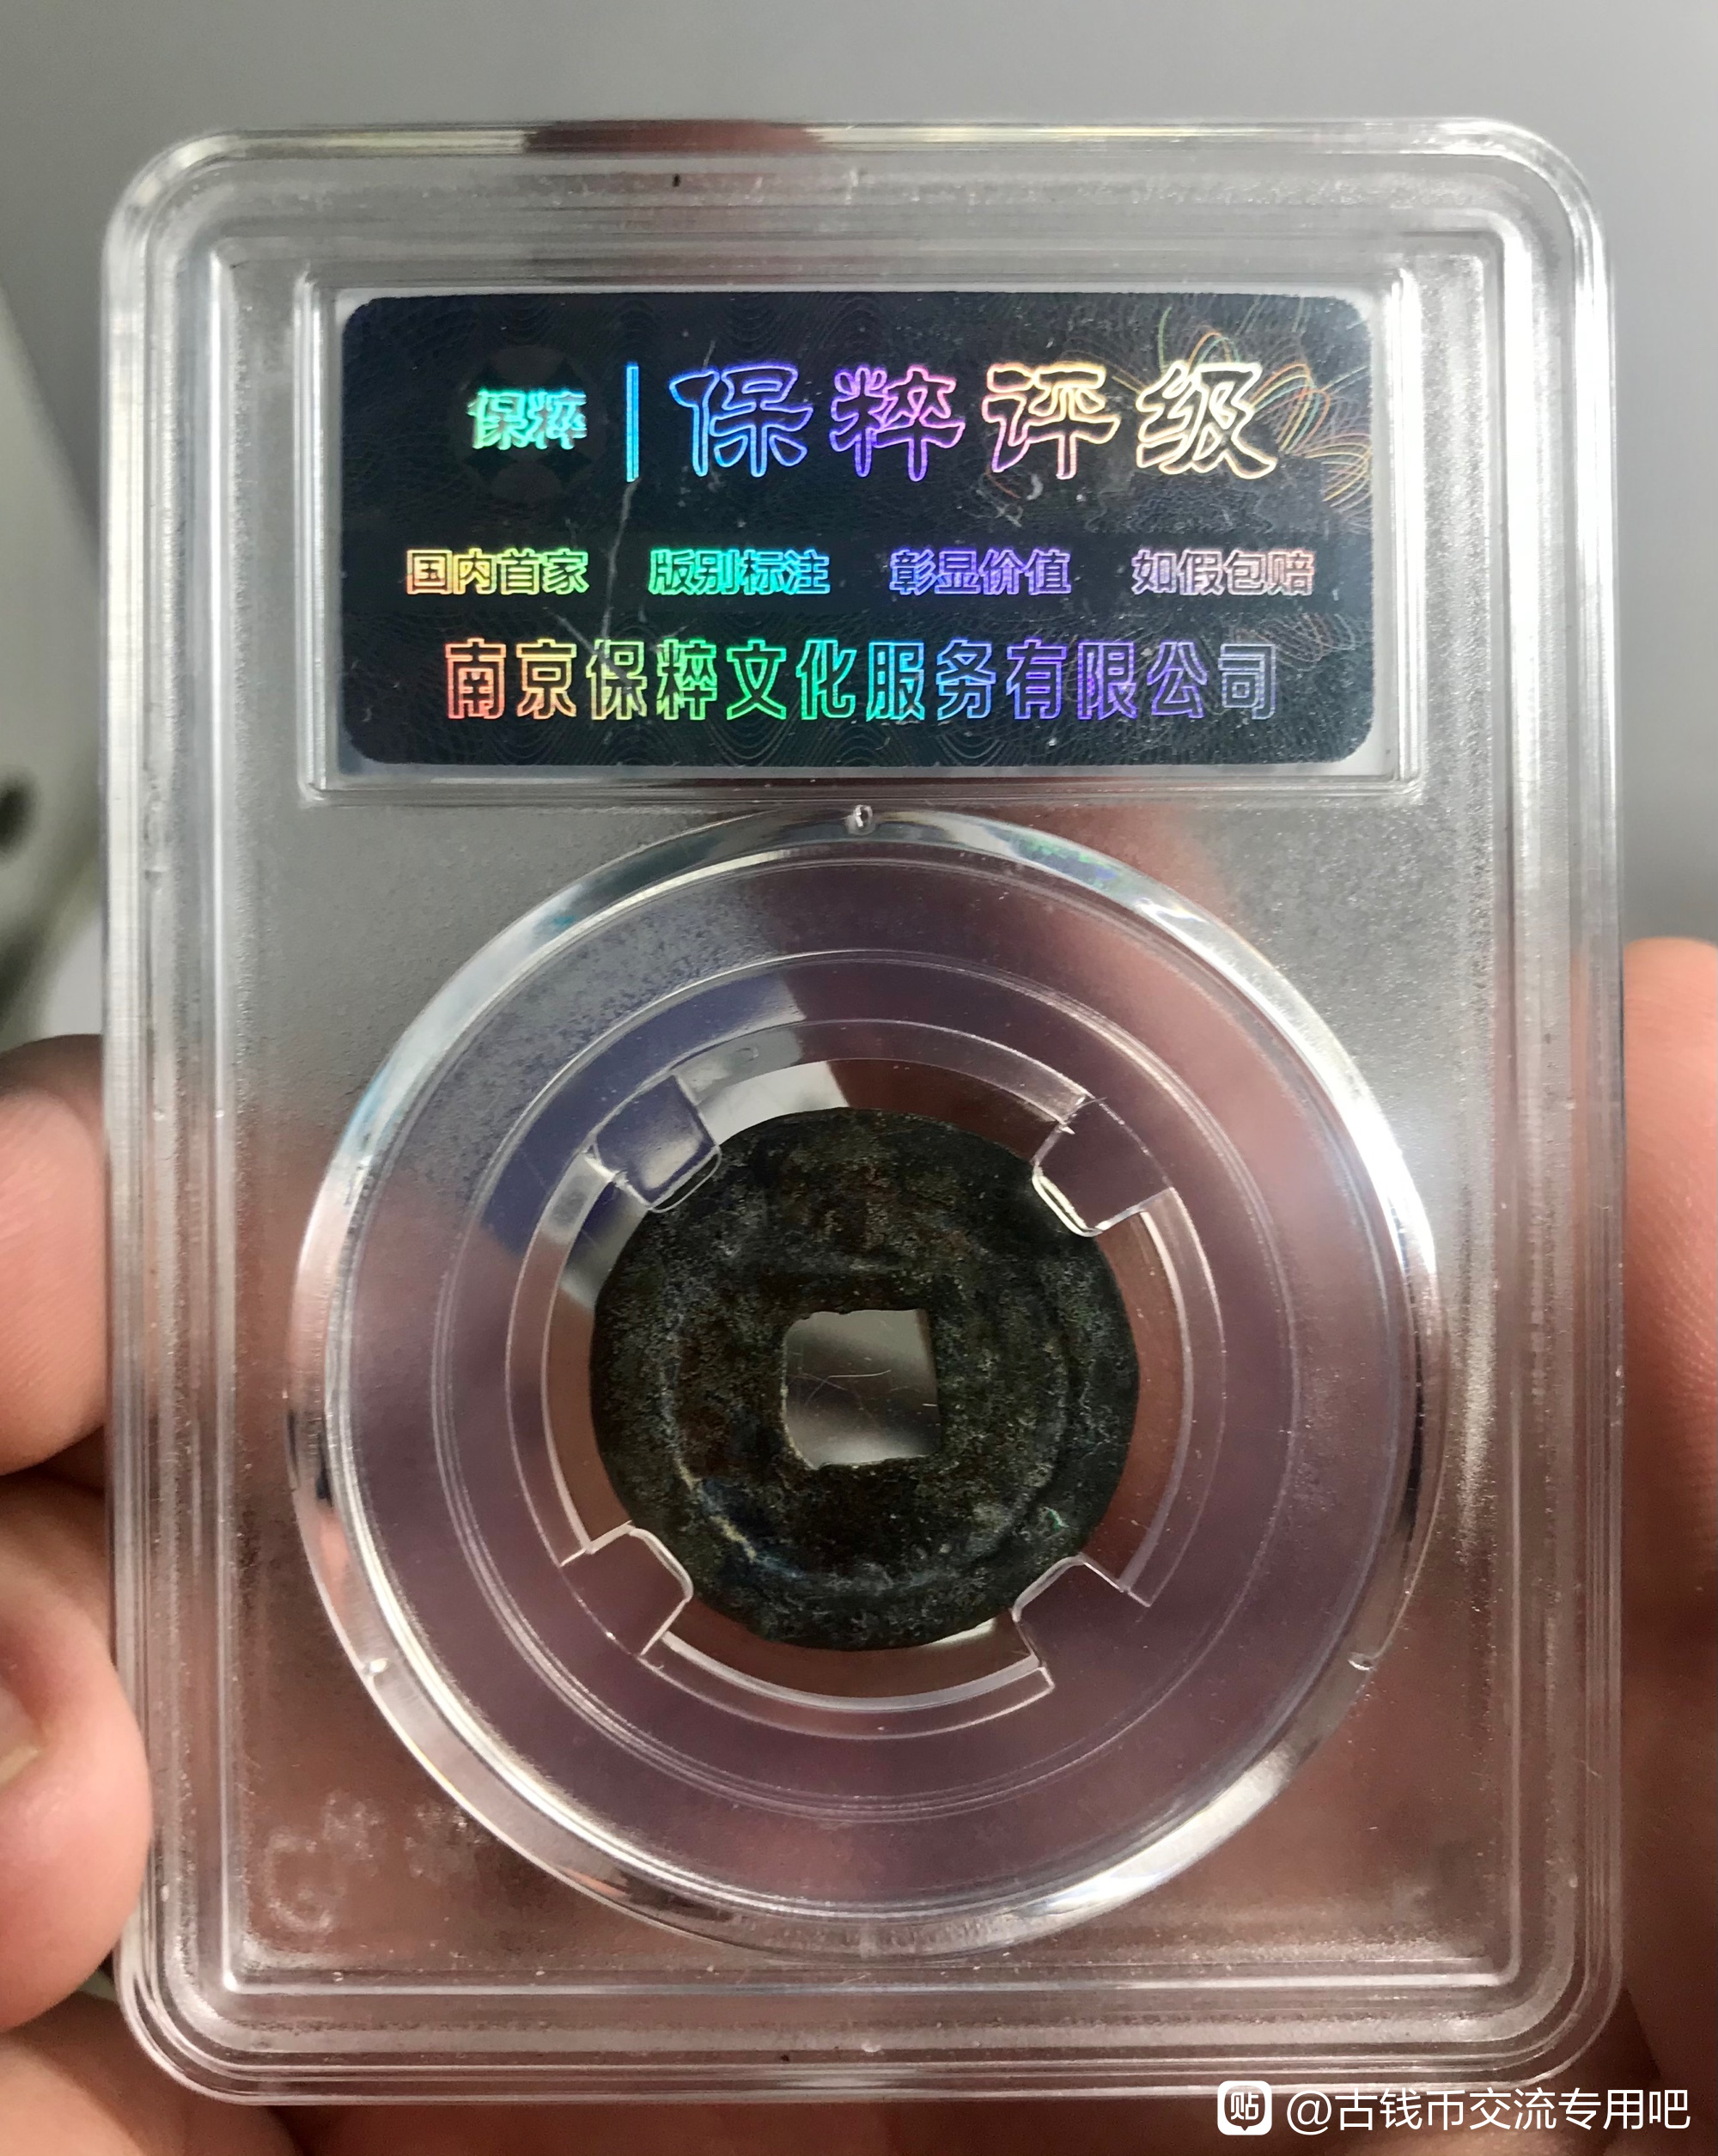 保粹 保粹评级
国内首家 版别标注 彰显价值 如假包赔
南京保粹文化服务有限公司
贴 @古钱币交流专用吧